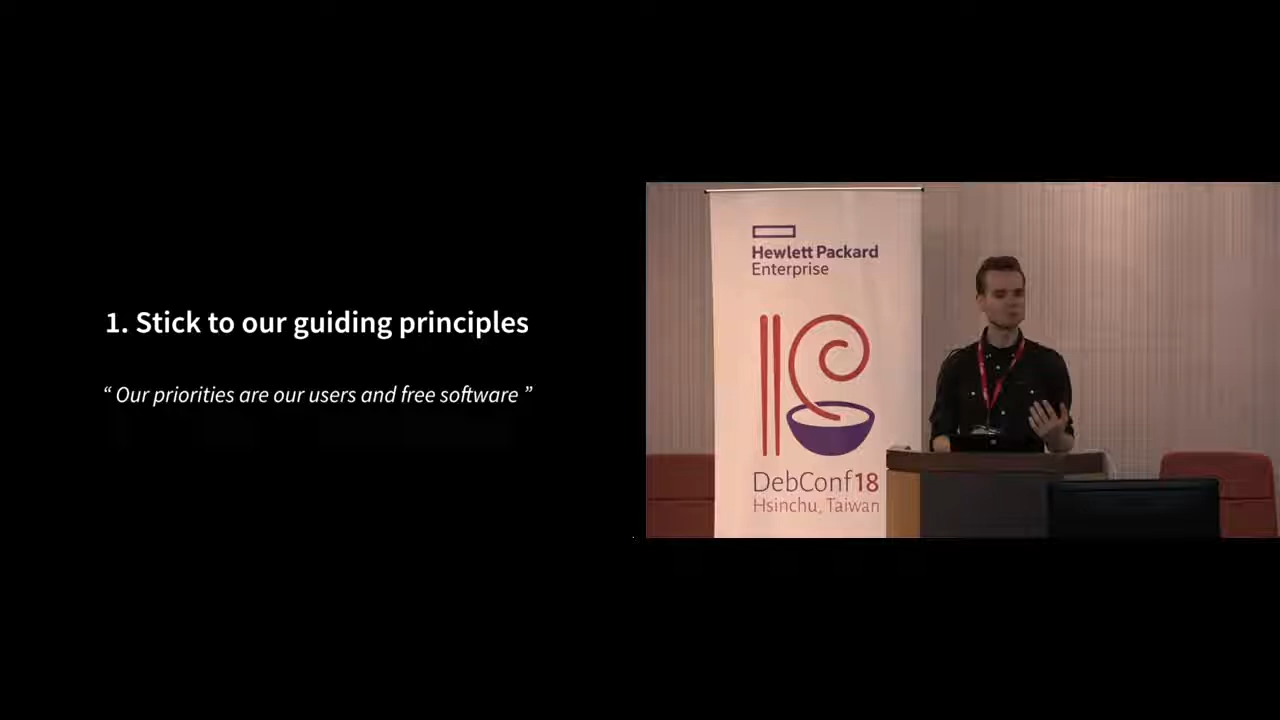 1. Stick to our guiding principles
“ Our priorities are our users and free software ”
Hewlett Packard
Enterprise
DebConf18
Hsinchu, Taiwan